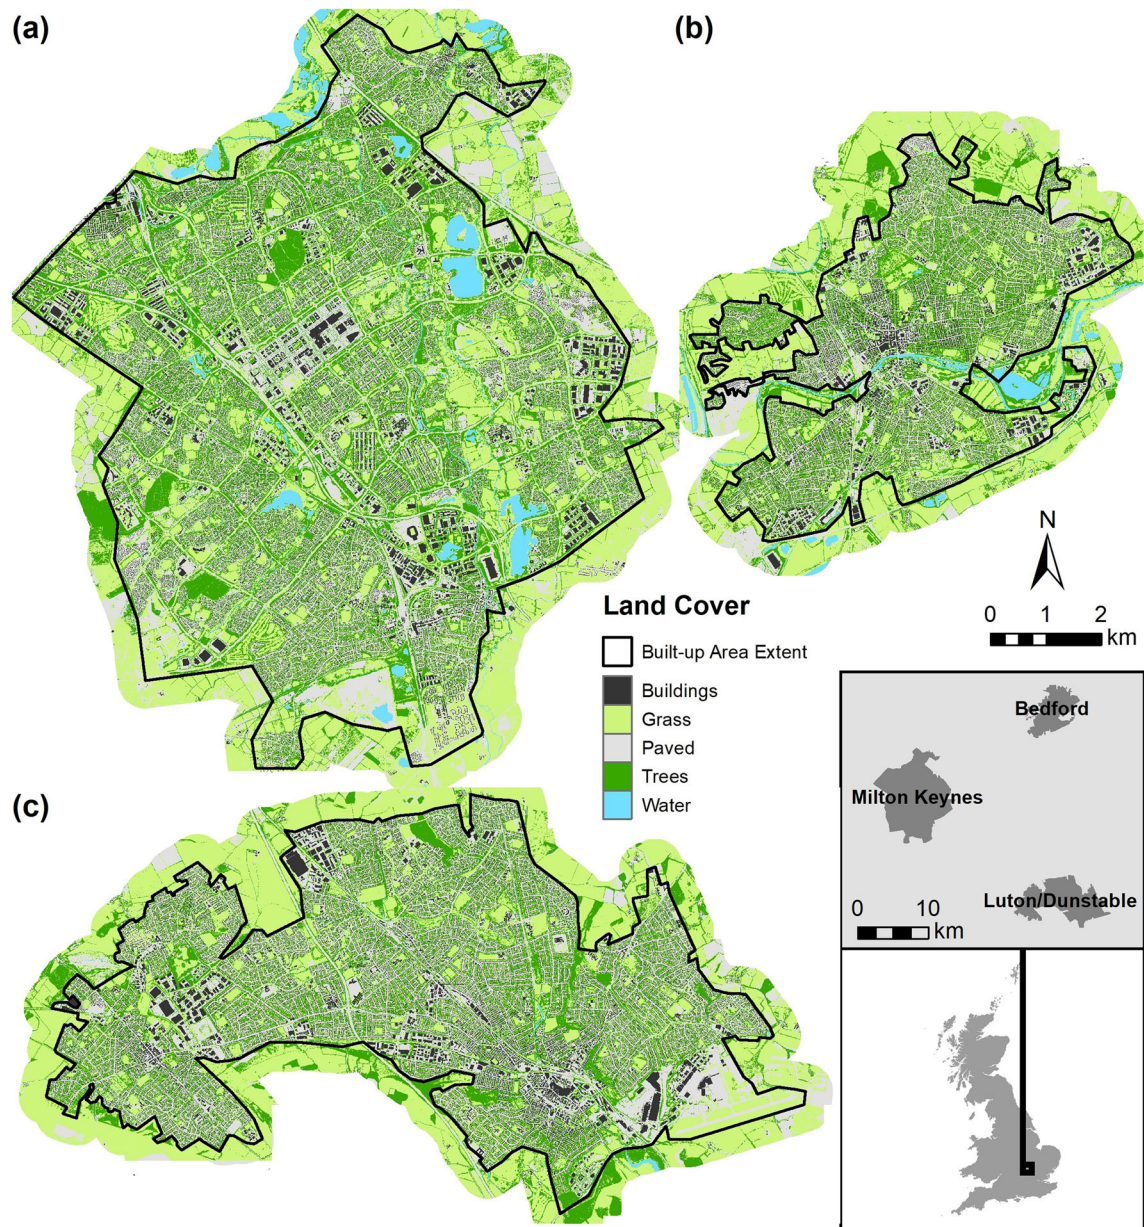 (a)
(b)
N
0 1 2
km
Land Cover
Built-up Area Extent
Buildings
Grass
Paved
Trees
Water
(c)
Bedford
Milton Keynes
Luton/Dunstable
0 10
km